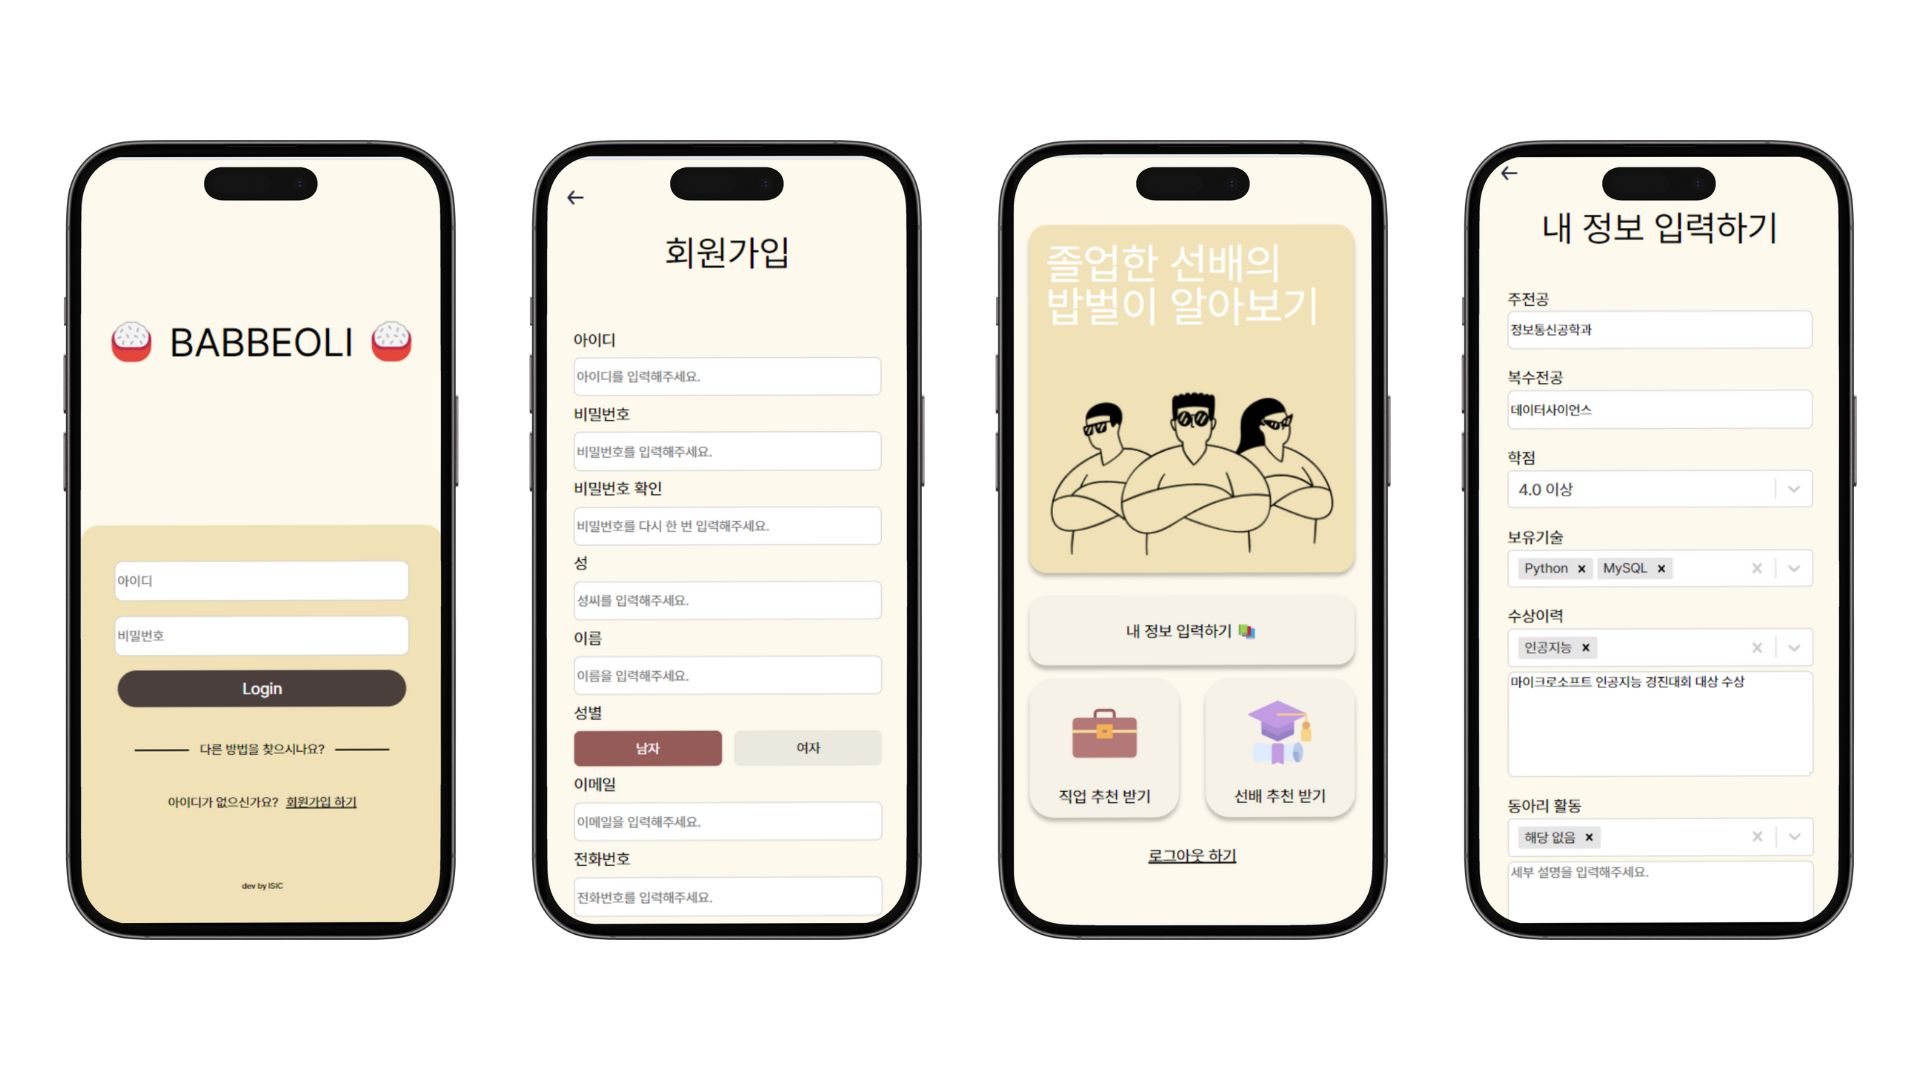 BABBEOLI
아이디
비밀번호
Login
다른 방법을 찾으시나요?
아이디가 없으신가요? 회원가입 하기
dev by ISIC
회원가입
아이디
아이디를 입력해주세요.
비밀번호
비밀번호를 입력해주세요.
비밀번호 확인
비밀번호를 다시 한 번 입력해주세요.
성
성씨를 입력해주세요.
이름
이름을 입력해주세요.
성별
남자 여자
이메일
이메일을 입력해주세요.
전화번호
전화번호를 입력해주세요.
졸업한 선배의
밥벌이 알아보기
내 정보 입력하기
직업 추천 받기 선배 추천 받기
로그아웃 하기
내 정보 입력하기
주전공
정보통신공학과
복수전공
데이터사이언스
학점
4.0 이상
보유기술
Python MySQL
수상이력
인공지능
마이크로소프트 인공지능 경진대회 대상 수상
동아리 활동
해당 없음
세부 설명을 입력해주세요.